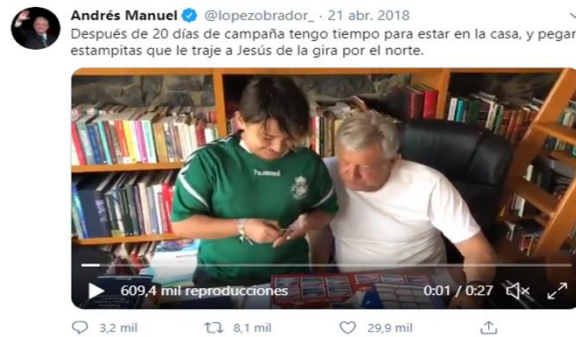 Andrés Manuel @lopezobrador_ · 21 abr. 2018
Después de 20 días de campaña tengo tiempo para estar en la casa, y pegar
estampitas que le traje a Jesús de la gira por el norte.
hummel
609,4 mil reproducciones 0:01 / 0:27
3,2 mil 8,1 mil 29,9 mil